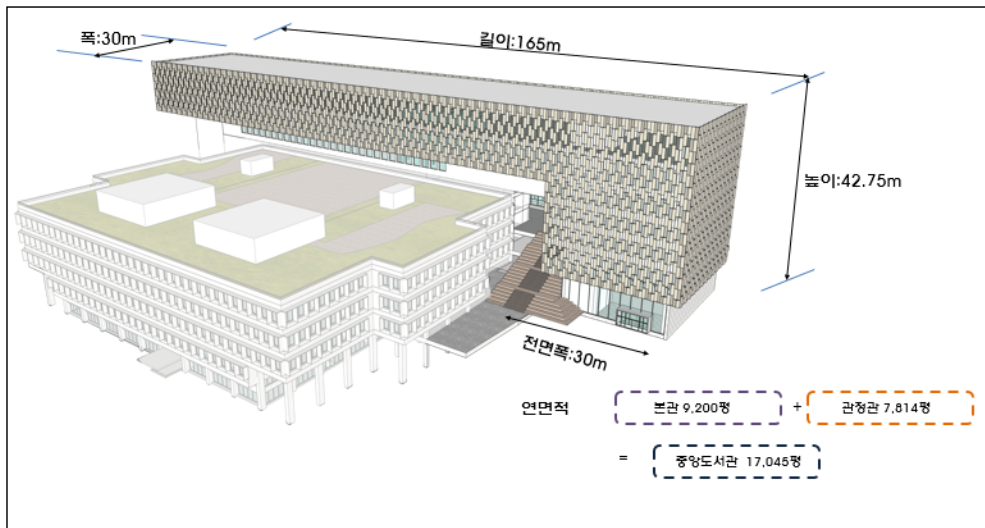 폭:30m
길이:165m
높이:42.75m
전면폭:30m
연면적 본관 9,200평 + 관정관 7,814평
= 중앙도서관 17,045평